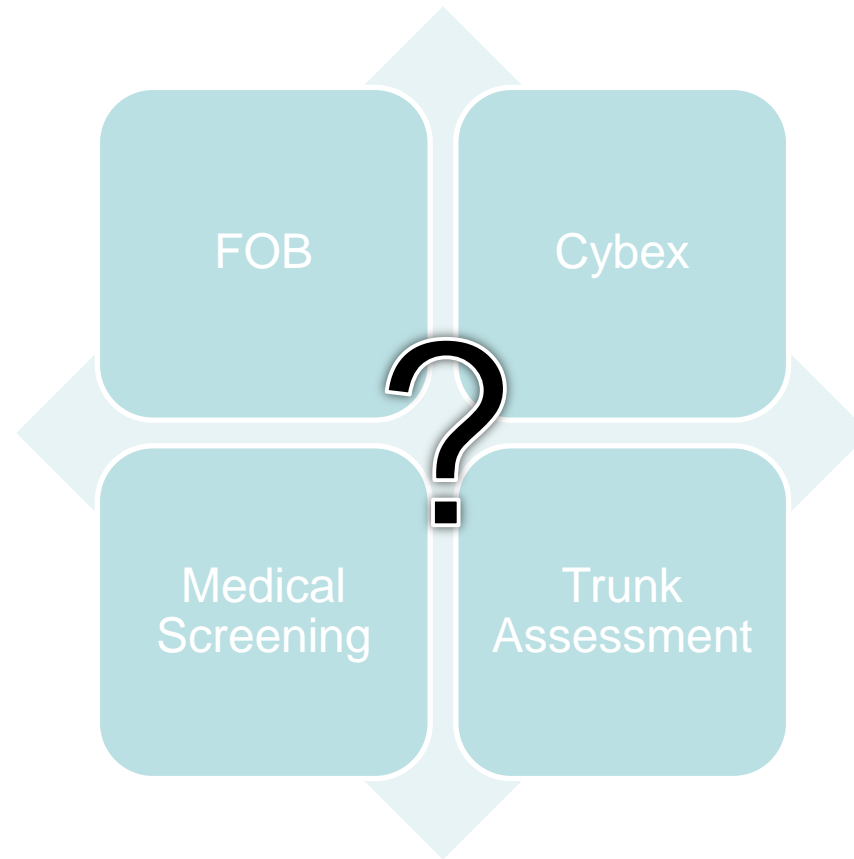 FOB
Cybex
?
Medical
Screening
Trunk
Assessment